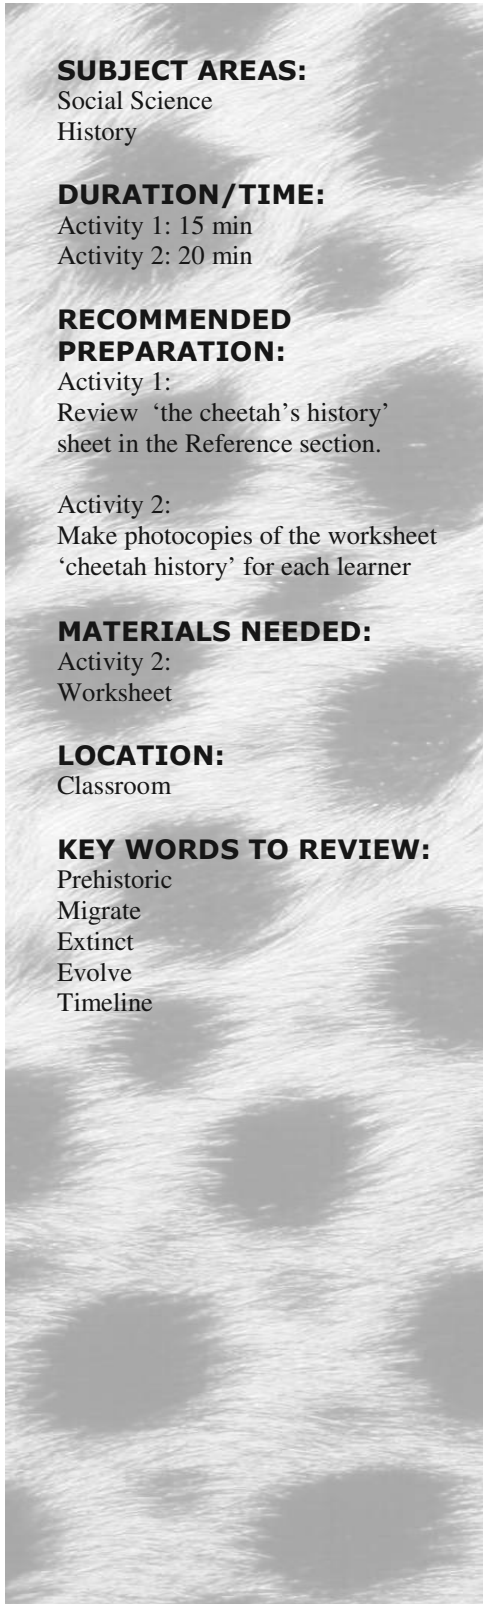 SUBJECT AREAS:
Social Science
History
DURATION/TIME:
Activity 1: 15 min
Activity 2: 20 min
RECOMMENDED
PREPARATION:
Activity 1:
Review ‘the cheetah’s history’
sheet in the Reference section.
Activity 2:
Make photocopies of the worksheet
‘cheetah history’ for each learner
MATERIALS NEEDED:
Activity 2:
Worksheet
LOCATION:
Classroom
KEY WORDS TO REVIEW:
Prehistoric
Migrate
Extinct
Evolve
Timeline